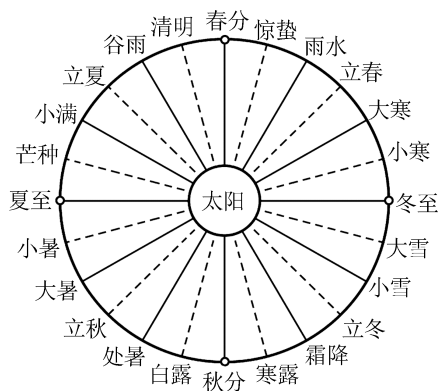 春分
惊蛰
雨水
立春
大寒
小寒
冬至
大雪
小雪
立冬
霜降
寒露
秋分
白露
处暑
立秋
大暑
小暑
夏至
芒种
小满
立夏
谷雨
清明
太阳